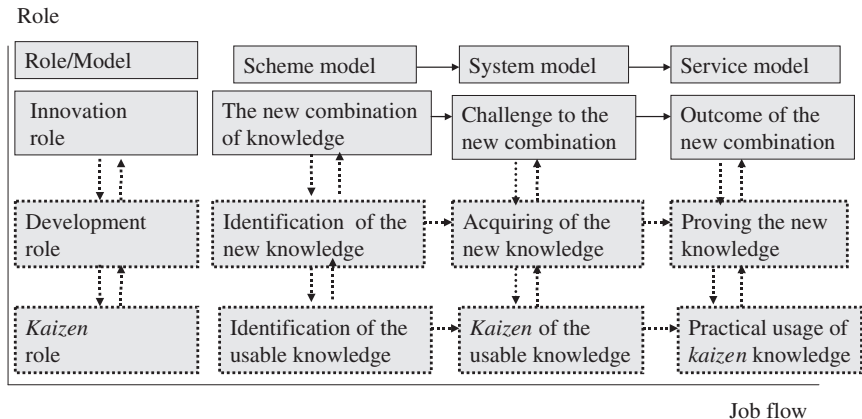 Role
Role/Model
Scheme model
System model
Service model
Innovation
role
The new combination
of knowledge
Challenge to the
new combination
Outcome of the
new combination
Development
role
Identification of the
new knowledge
Acquiring of the
new knowledge
Proving the new
knowledge
Kaizen
role
Identification of the
usable knowledge
Kaizen of the
usable knowledge
Practical usage of
kaizen knowledge
Job flow